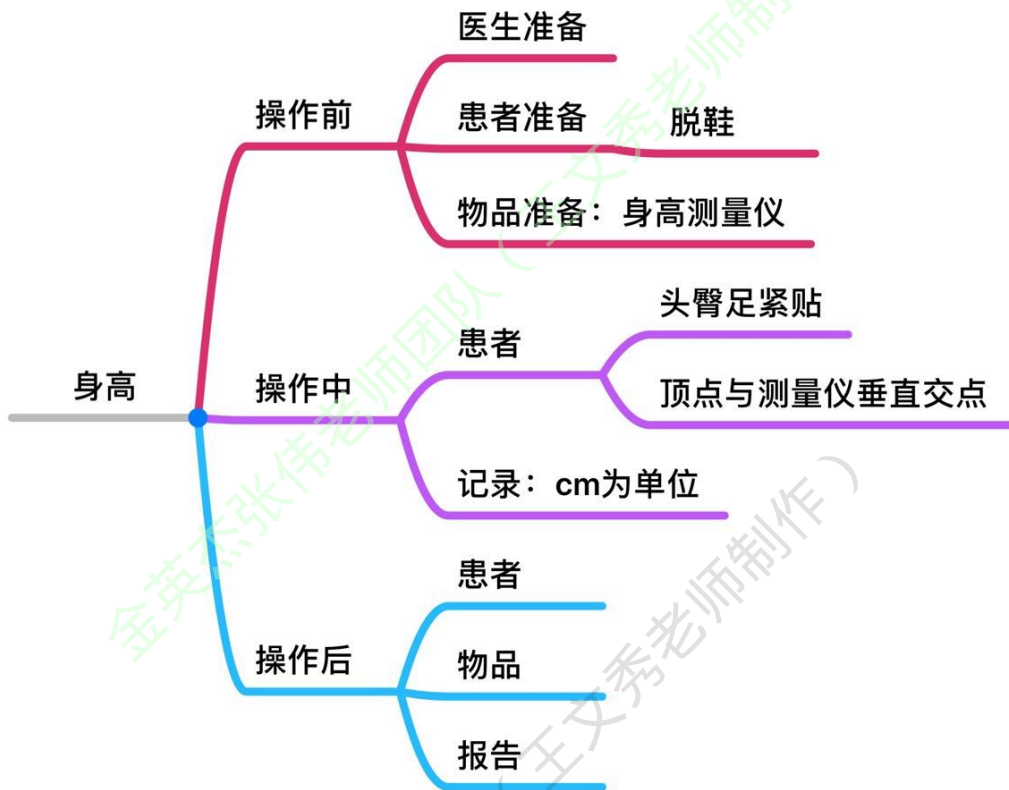 身高
操作前
医生准备
患者准备
脱鞋
物品准备：身高测量仪
操作中
患者
头臀足紧贴
顶点与测量仪垂直交点
记录：cm为单位
操作后
患者
物品
报告
金英杰张伟老师团队（王文秀老师制
（王文秀老师制作）